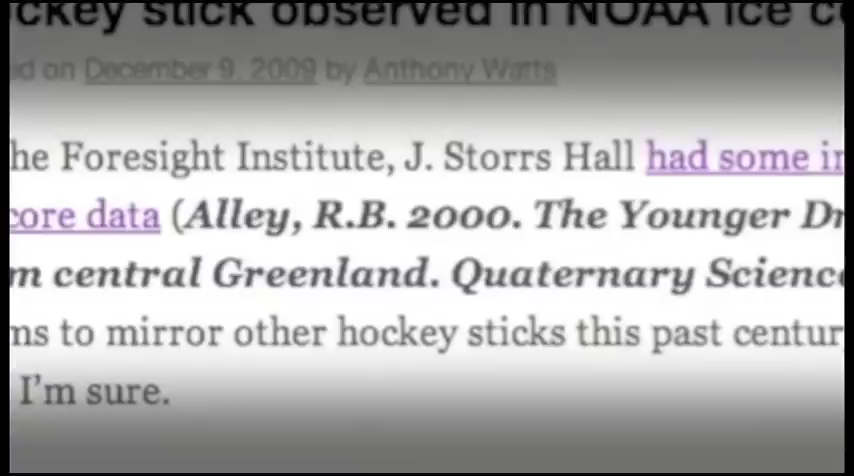 ckey stick observed in NOAA ice c
ed on December 9, 2009 by Anthony Watts
he Foresight Institute, J. Storrs Hall had some in
core data (Alley, R.B. 2000. The Younger Dr
m central Greenland. Quaternary Science
ms to mirror other hockey sticks this past centur
I'm sure.